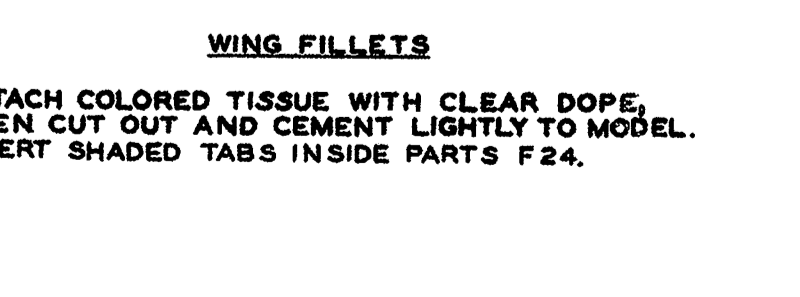 WING FILLETS
TACH COLORED TISSUE WITH CLEAR DOPE,
EN CUT OUT AND CEMENT LIGHTLY TO MODEL.
ERT SHADED TABS INSIDE PARTS F24.